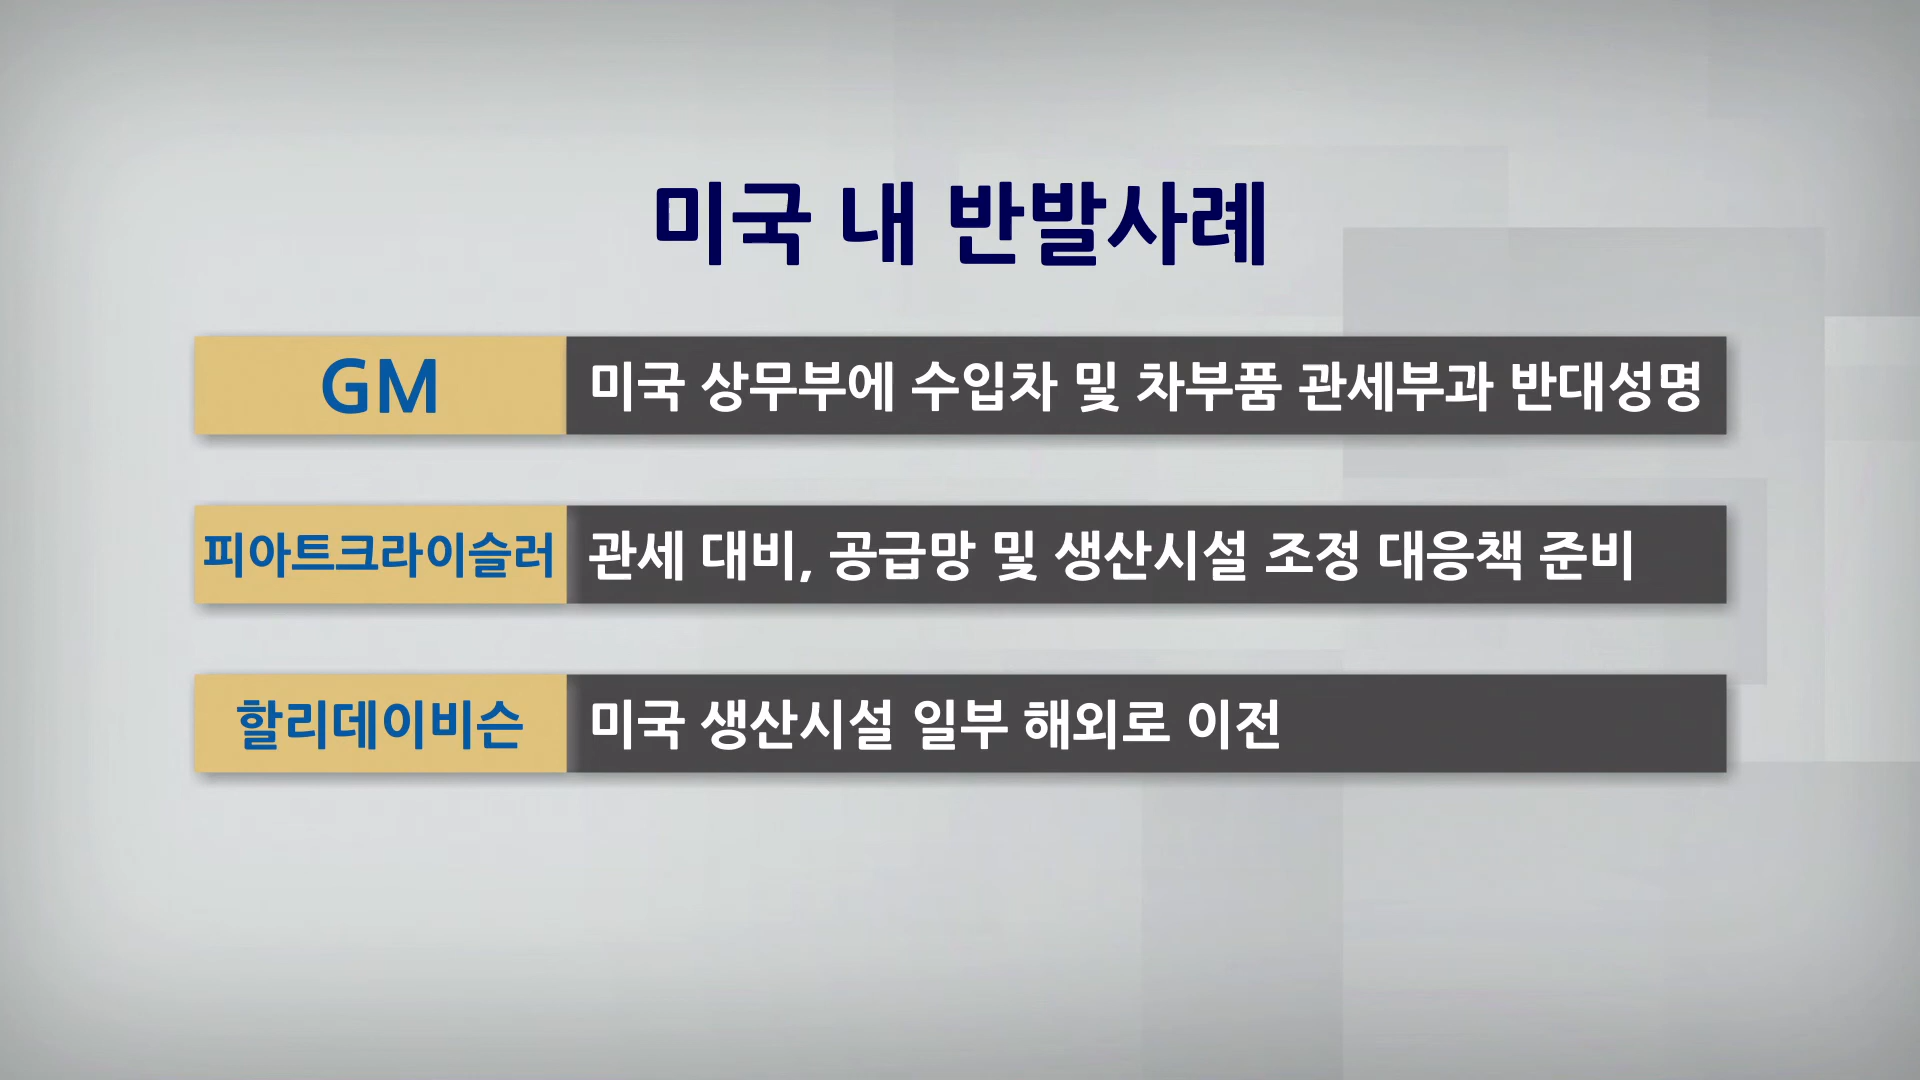 미국 내 반발사례
GM 미국 상무부에 수입차 및 차부품 관세부과 반대성명
피아트크라이슬러 관세 대비, 공급망 및 생산시설 조정 대응책 준비
할리데이비슨 미국 생산시설 일부 해외로 이전